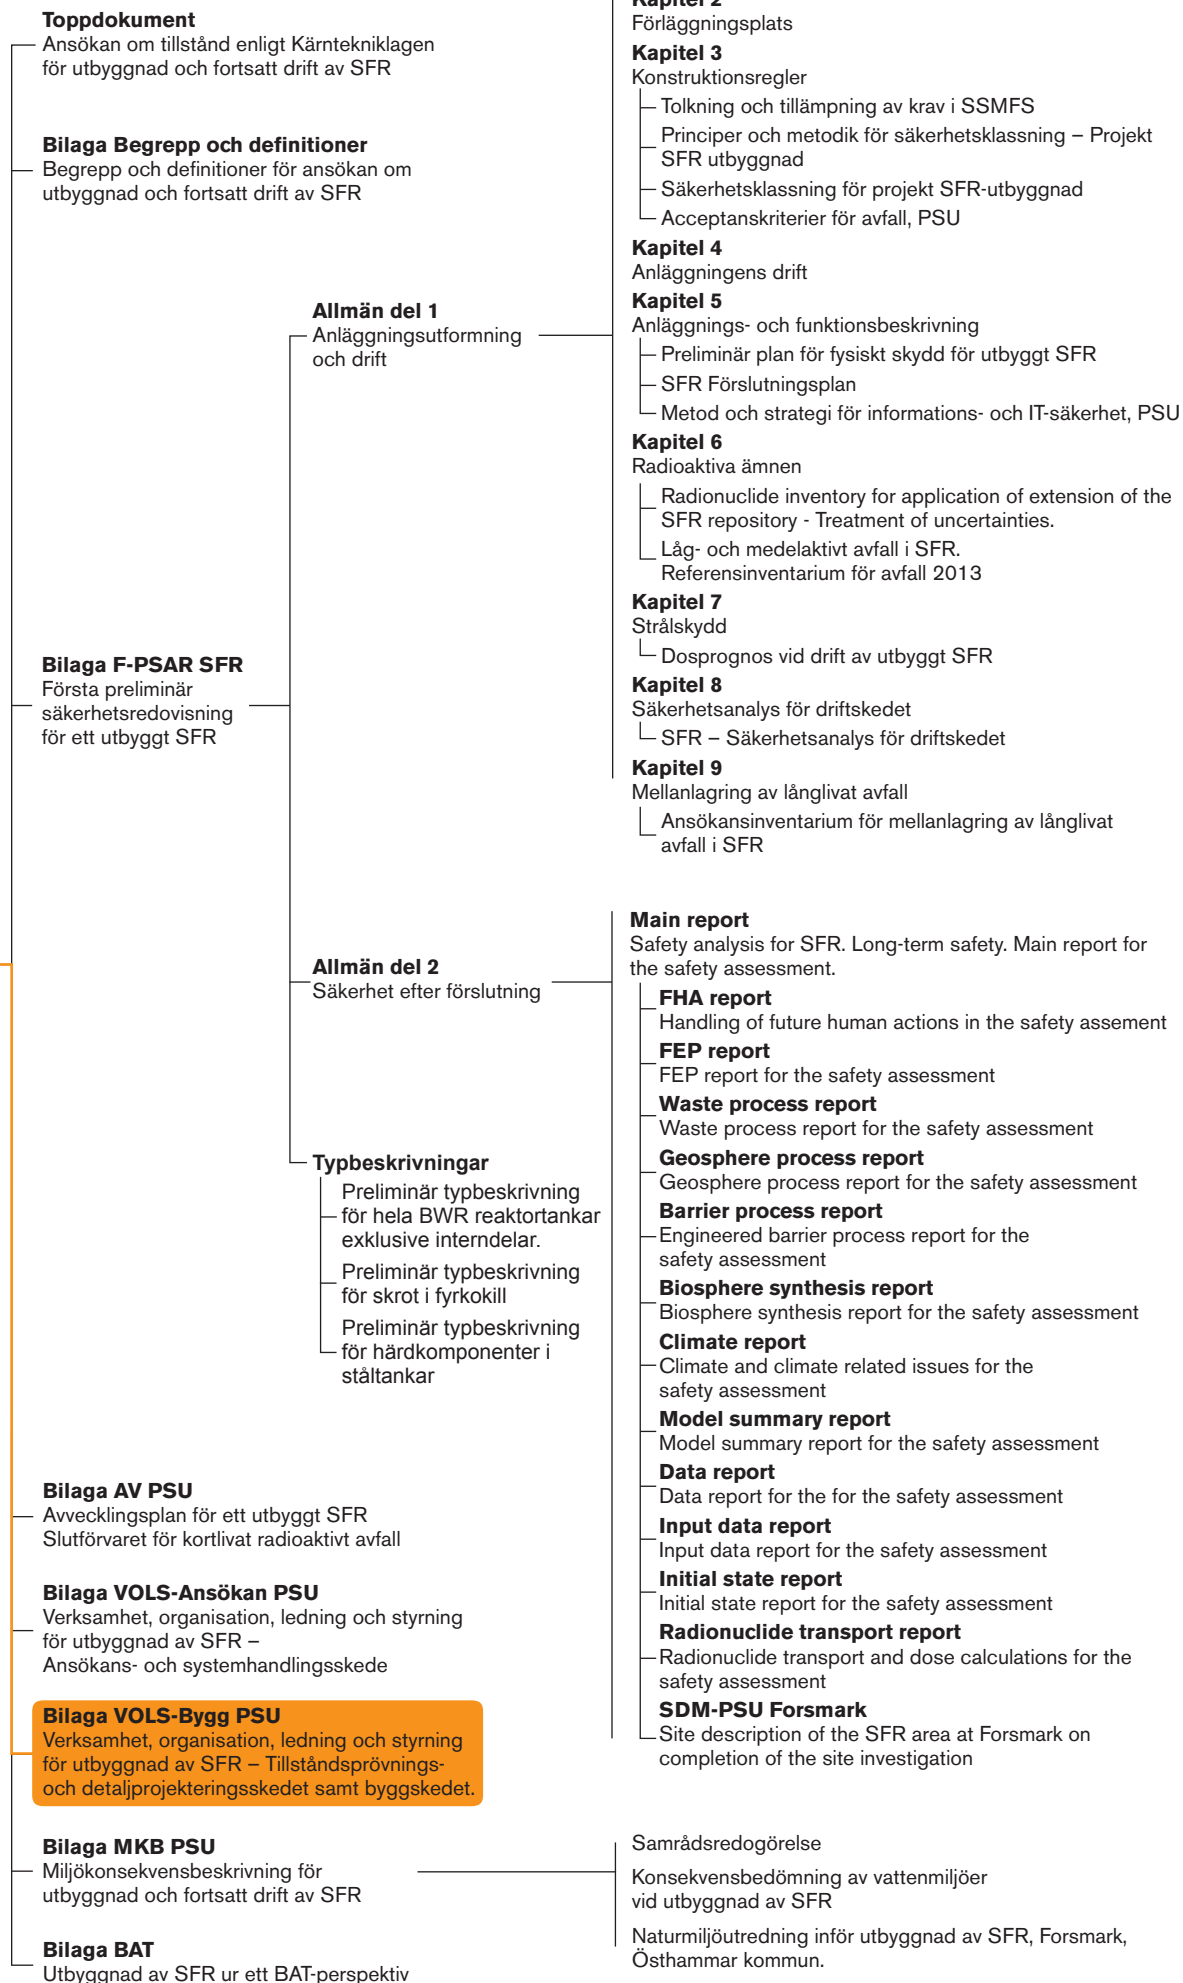 Toppdokument
Ansökan om tillstånd enligt Kärntekniklagen
för utbyggnad och fortsatt drift av SFR
Bilaga Begrepp och definitioner
Begrepp och definitioner för ansökan om
utbyggnad och fortsatt drift av SFR
Bilaga F-PSAR SFR
Första preliminär
säkerhetsredovisning
för ett utbyggt SFR
Allmän del 1
Anläggningsutformning
och drift
Kapitel 2
Förläggningsplats
Kapitel 3
Konstruktionsregler
Tolkning och tillämpning av krav i SSMFS
Principer och metodik för säkerhetsklassning – Projekt
SFR utbyggnad
Säkerhetsklassning för projekt SFR-utbyggnad
Acceptanskriterier för avfall, PSU
Kapitel 4
Anläggningens drift
Kapitel 5
Anläggnings- och funktionsbeskrivning
Preliminär plan för fysiskt skydd för utbyggt SFR
SFR Förslutningsplan
Metod och strategi för informations- och IT-säkerhet, PSU
Kapitel 6
Radioaktiva ämnen
Radionuclide inventory for application of extension of the
SFR repository - Treatment of uncertainties.
Låg- och medelaktivt avfall i SFR.
Referensinventarium för avfall 2013
Kapitel 7
Strålskydd
Dosprognos vid drift av utbyggt SFR
Kapitel 8
Säkerhetsanalys för driftskedet
SFR – Säkerhetsanalys för driftskedet
Kapitel 9
Mellanlagring av långlivat avfall
Ansökansinventarium för mellanlagring av långlivat
avfall i SFR
Allmän del 2
Säkerhet efter förslutning
Main report
Safety analysis for SFR. Long-term safety. Main report for
the safety assessment.
FHA report
Handling of future human actions in the safety assement
FEP report
FEP report for the safety assessment
Waste process report
Waste process report for the safety assessment
Geosphere process report
Geosphere process report for the safety assessment
Barrier process report
Engineered barrier process report for the
safety assessment
Biosphere synthesis report
Biosphere synthesis report for the safety assessment
Climate report
Climate and climate related issues for the
safety assessment
Model summary report
Model summary report for the safety assessment
Data report
Data report for the for the safety assessment
Input data report
Input data report for the safety assessment
Initial state report
Initial state report for the safety assessment
Radionuclide transport report
Radionuclide transport and dose calculations for the
safety assessment
SDM-PSU Forsmark
Site description of the SFR area at Forsmark on
completion of the site investigation
Typbeskrivningar
Preliminär typbeskrivning
för hela BWR reaktortankar
exklusive interndelar.
Preliminär typbeskrivning
för skrot i fyrkokill
Preliminär typbeskrivning
för härdkomponenter i
ståltankar
Bilaga AV PSU
Avvecklingsplan för ett utbyggt SFR
Slutförvaret för kortlivat radioaktivt avfall
Bilaga VOLS-Ansökan PSU
Verksamhet, organisation, ledning och styrning
för utbyggnad av SFR –
Ansökans- och systemhandlingsskede
Bilaga VOLS-Bygg PSU
Verksamhet, organisation, ledning och styrning
för utbyggnad av SFR – Tillståndsprövnings-
och detaljprojekteringsskedet samt byggskedet.
Bilaga MKB PSU
Miljökonsekvensbeskrivning för
utbyggnad och fortsatt drift av SFR
Samrådsredogörelse
Konsekvensbedömning av vattenmiljöer
vid utbyggnad av SFR
Naturmiljöutredning inför utbyggnad av SFR, Forsmark,
Östhammar kommun.
Bilaga BAT
Utbyggnad av SFR ur ett BAT-perspektiv